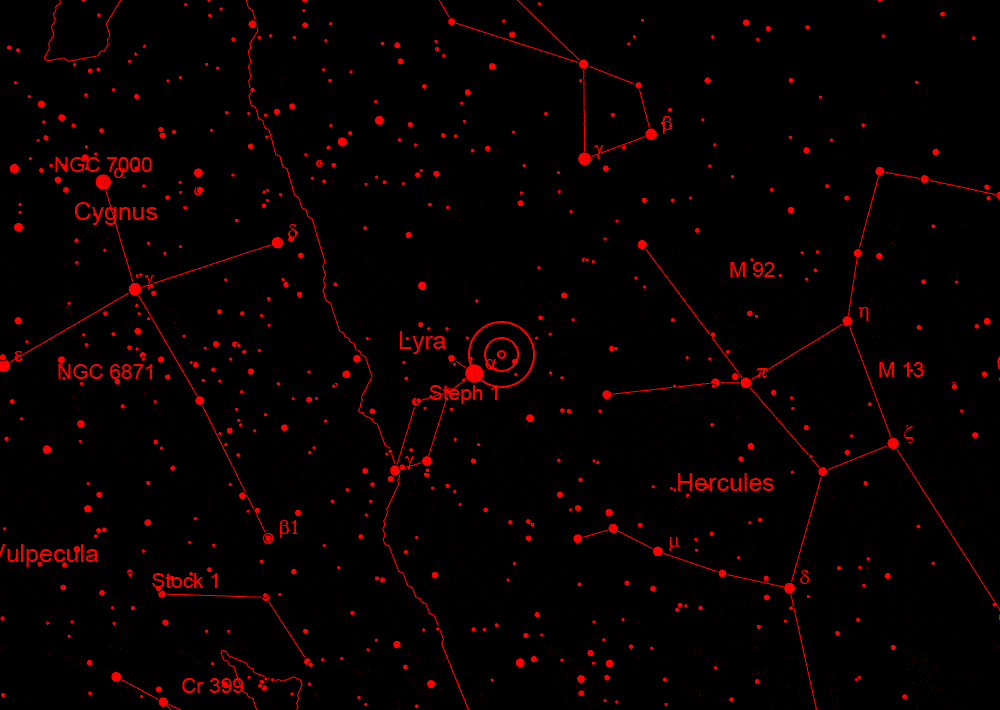 β
γ
NGC 7000
α
Cygnus
δ
γ
M 92
η
Lyra
ε
α
NGC 6871
π
M 13
Steph 1
ζ
γ
Hercules
β1
μ
Vulpecula
Stock 1
δ
Cr 399